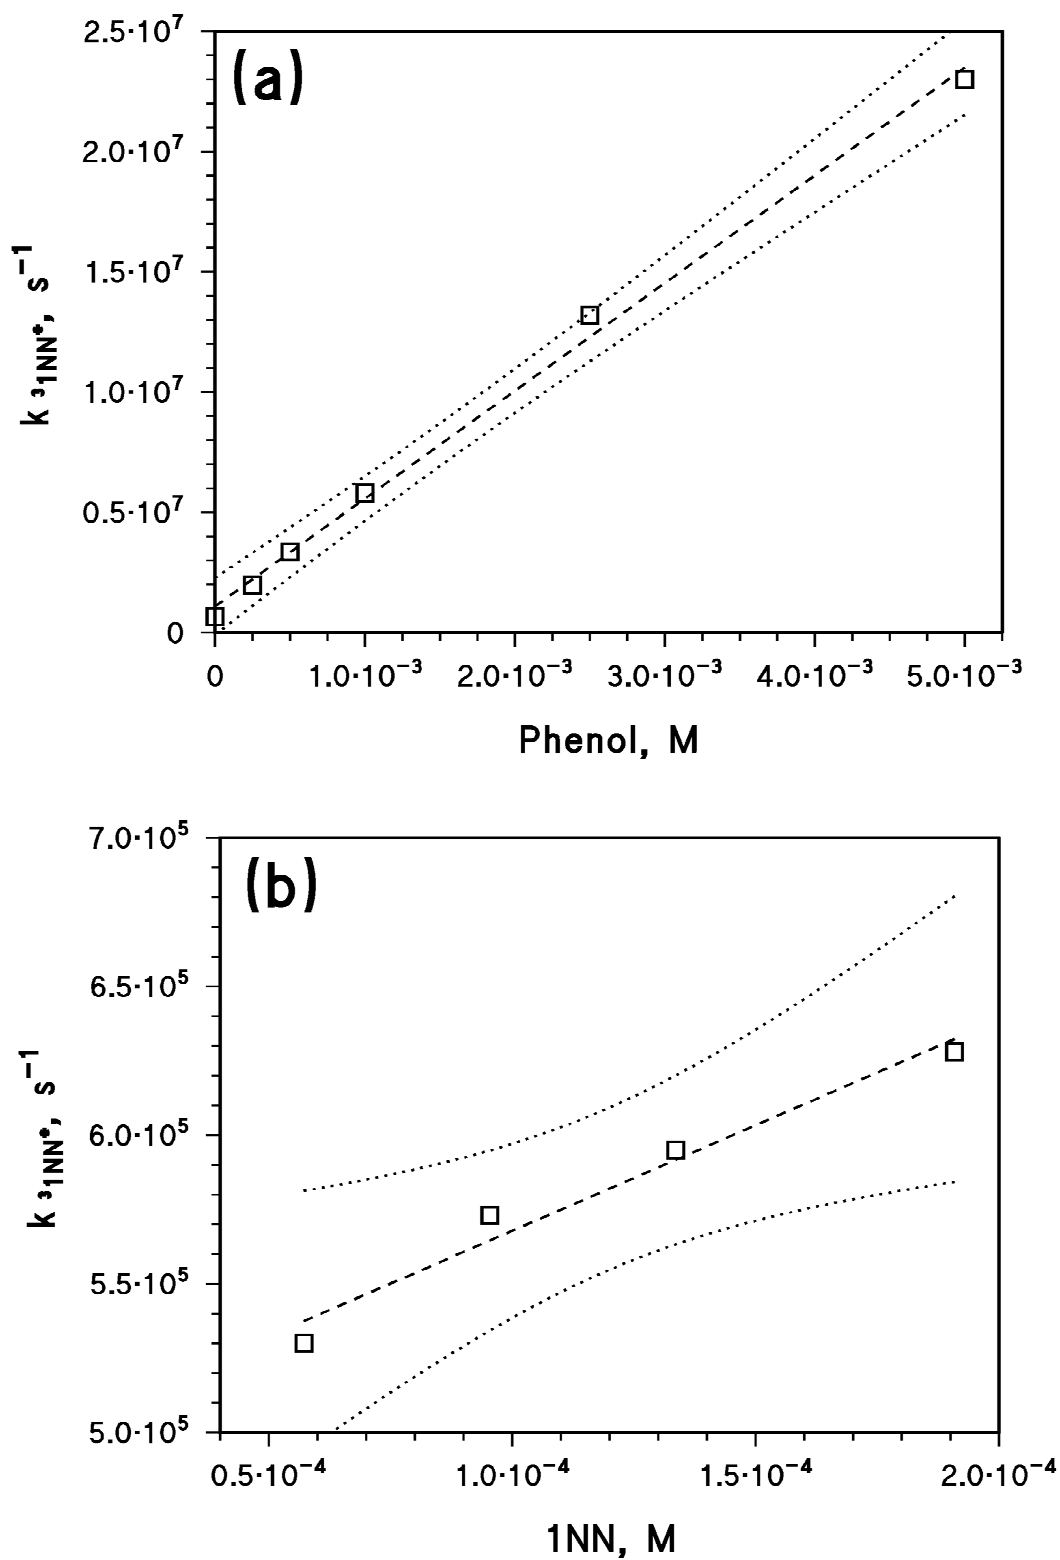 (a)
2.5·10⁷
2.0·10⁷
1.5·10⁷
1.0·10⁷
0.5·10⁷
0
k ³1NN*, s⁻¹
0 1.0·10⁻³ 2.0·10⁻³ 3.0·10⁻³ 4.0·10⁻³ 5.0·10⁻³
Phenol, M
(b)
7.0·10⁵
6.5·10⁵
6.0·10⁵
5.5·10⁵
5.0·10⁵
k ³1NN*, s⁻¹
0.5·10⁻⁴ 1.0·10⁻⁴ 1.5·10⁻⁴ 2.0·10⁻⁴
1NN, M